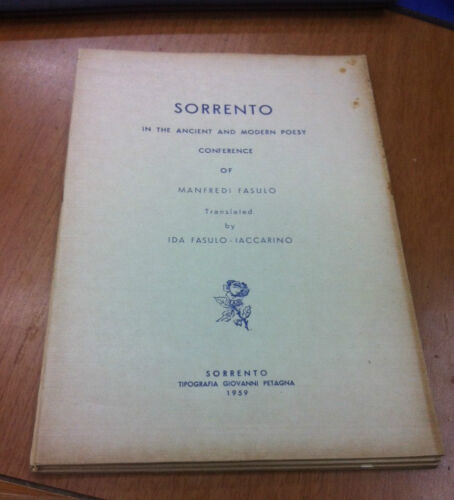 SORRENTO
IN THE ANCIENT AND MODERN POESY
CONFERENCE
OF
MANFREDI FASULO
Translated
by
IDA FASULO - IACCARINO
SORRENTO
TIPOGRAFIA GIOVANNI PETAGNA
1959